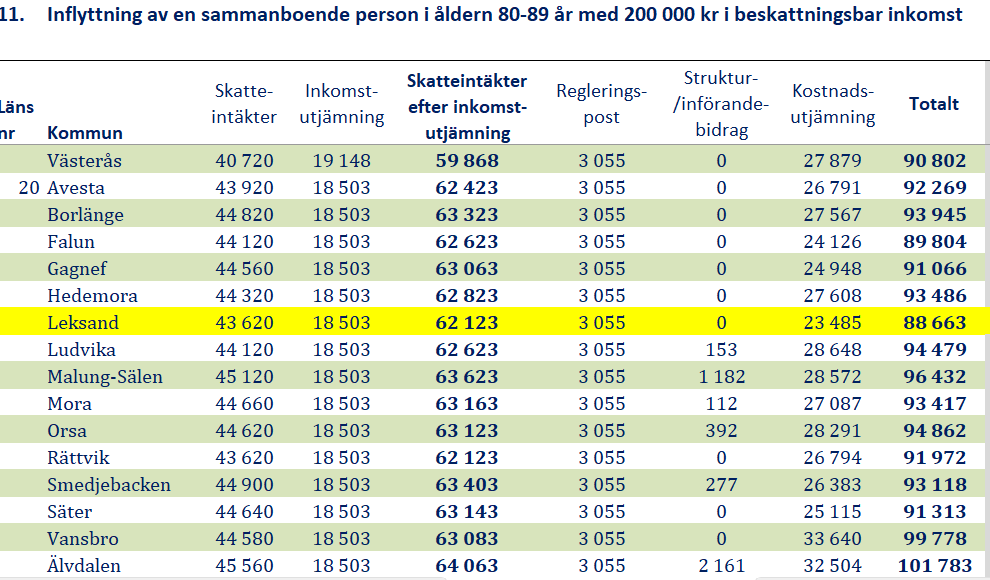 11. Inflyttning av en sammanboende person i åldern 80-89 år med 200 000 kr i beskattningsbar inkomst
Läns nr Kommun Skatte-intäkter Inkomst-utjämning Skatteintäkter efter inkomst-utjämning Reglerings-post Struktur-/införande-bidrag Kostnads-utjämning Totalt
Västerås 40 720 19 148 59 868 3 055 0 27 879 90 802
20 Avesta 43 920 18 503 62 423 3 055 0 26 791 92 269
Borlänge 44 820 18 503 63 323 3 055 0 27 567 93 945
Falun 44 120 18 503 62 623 3 055 0 24 126 89 804
Gagnef 44 560 18 503 63 063 3 055 0 24 948 91 066
Hedemora 44 320 18 503 62 823 3 055 0 27 608 93 486
Leksand 43 620 18 503 62 123 3 055 0 23 485 88 663
Ludvika 44 120 18 503 62 623 3 055 153 28 648 94 479
Malung-Sälen 45 120 18 503 63 623 3 055 1 182 28 572 96 432
Mora 44 660 18 503 63 163 3 055 112 27 087 93 417
Orsa 44 620 18 503 63 123 3 055 392 28 291 94 862
Rättvik 43 620 18 503 62 123 3 055 0 26 794 91 972
Smedjebacken 44 900 18 503 63 403 3 055 277 26 383 93 118
Säter 44 640 18 503 63 143 3 055 0 25 115 91 313
Vansbro 44 580 18 503 63 083 3 055 0 33 640 99 778
Älvdalen 45 560 18 503 64 063 3 055 2 161 32 504 101 783